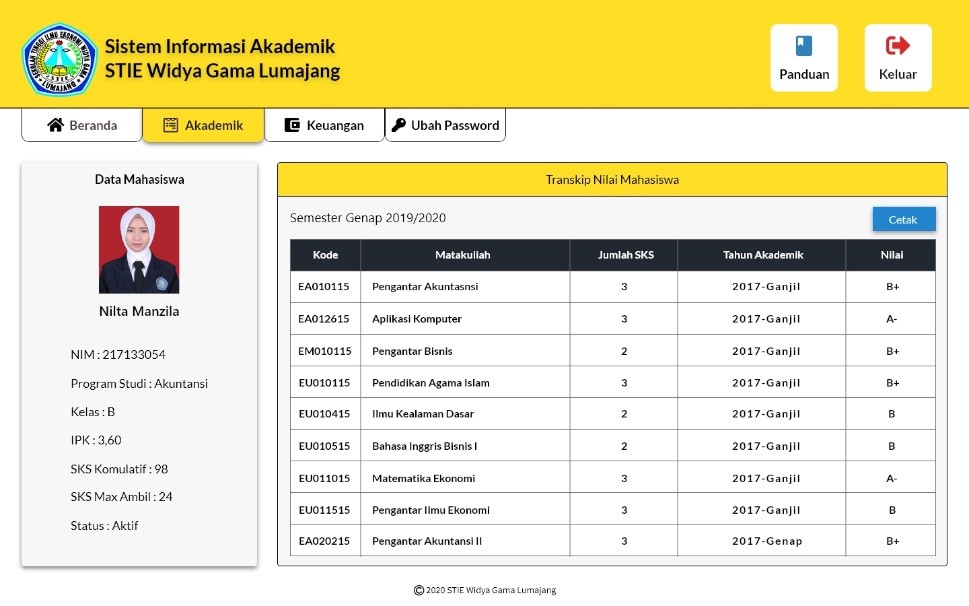 SEKOLAH TINGGI ILMU EKONOMI WIDYA GAMA
STIE
LUMAJANG
Sistem Informasi Akademik
STIE Widya Gama Lumajang
Panduan
Keluar
Beranda
Akademik
Keuangan
Ubah Password
Data Mahasiswa
Nilta Manzila
NIM : 217133054
Program Studi : Akuntansi
Kelas : B
IPK : 3,60
SKS Komulatif : 98
SKS Max Ambil : 24
Status : Aktif
Transkip Nilai Mahasiswa
Semester Genap 2019/2020
Cetak
Kode Matakuliah Jumlah SKS Tahun Akademik Nilai
EA010115 Pengantar Akuntasnsi 3 2017-Ganjil B+
EA012615 Aplikasi Komputer 3 2017-Ganjil A-
EM010115 Pengantar Bisnis 2 2017-Ganjil B+
EU010115 Pendidikan Agama Islam 3 2017-Ganjil B+
EU010415 Ilmu Kealaman Dasar 2 2017-Ganjil B
EU010515 Bahasa Inggris Bisnis I 2 2017-Ganjil B
EU011015 Matematika Ekonomi 3 2017-Ganjil A-
EU011515 Pengantar Ilmu Ekonomi 3 2017-Ganjil B
EA020215 Pengantar Akuntansi II 3 2017-Genap B+
© 2020 STIE Widya Gama Lumajang